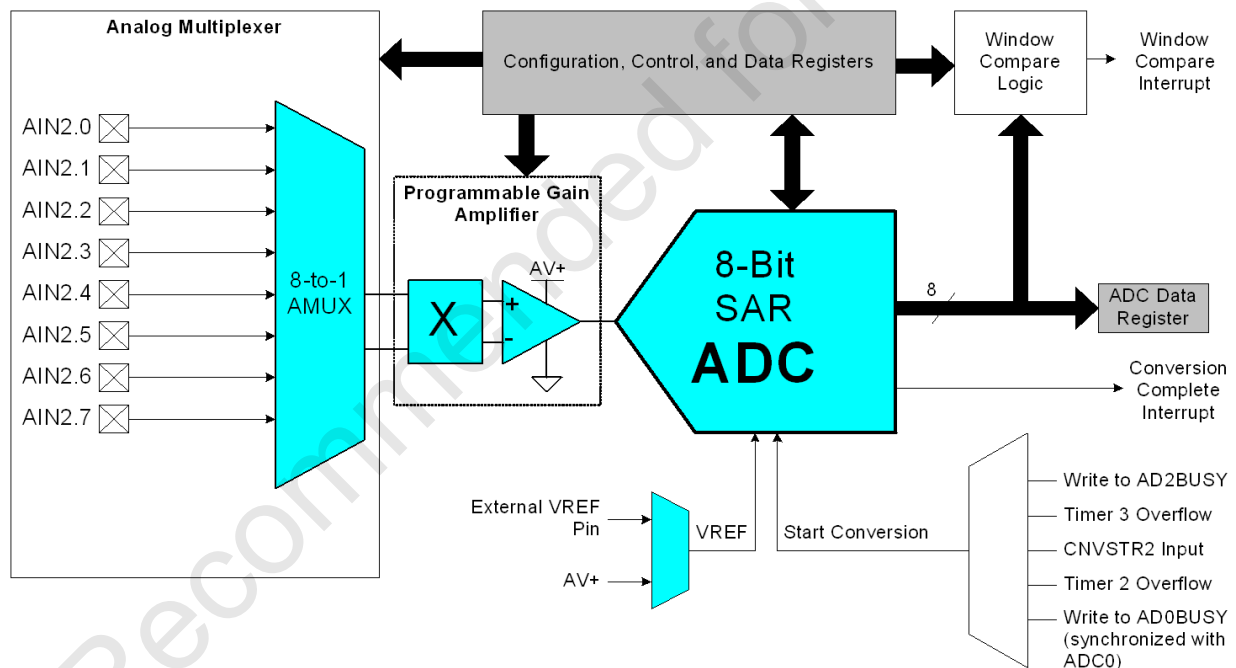 Analog Multiplexer
AIN2.0
AIN2.1
AIN2.2
AIN2.3
AIN2.4
AIN2.5
AIN2.6
AIN2.7
8-to-1
AMUX
Configuration, Control, and Data Registers
Programmable Gain
Amplifier
X
+
-
AV+
8-Bit
SAR
ADC
Window
Compare
Logic
Window
Compare
Interrupt
8
ADC Data
Register
Conversion
Complete
Interrupt
External VREF
Pin
AV+
VREF
Start Conversion
Write to AD2BUSY
Timer 3 Overflow
CNVSTR2 Input
Timer 2 Overflow
Write to AD0BUSY
(synchronized with
ADC0)
Recommended for